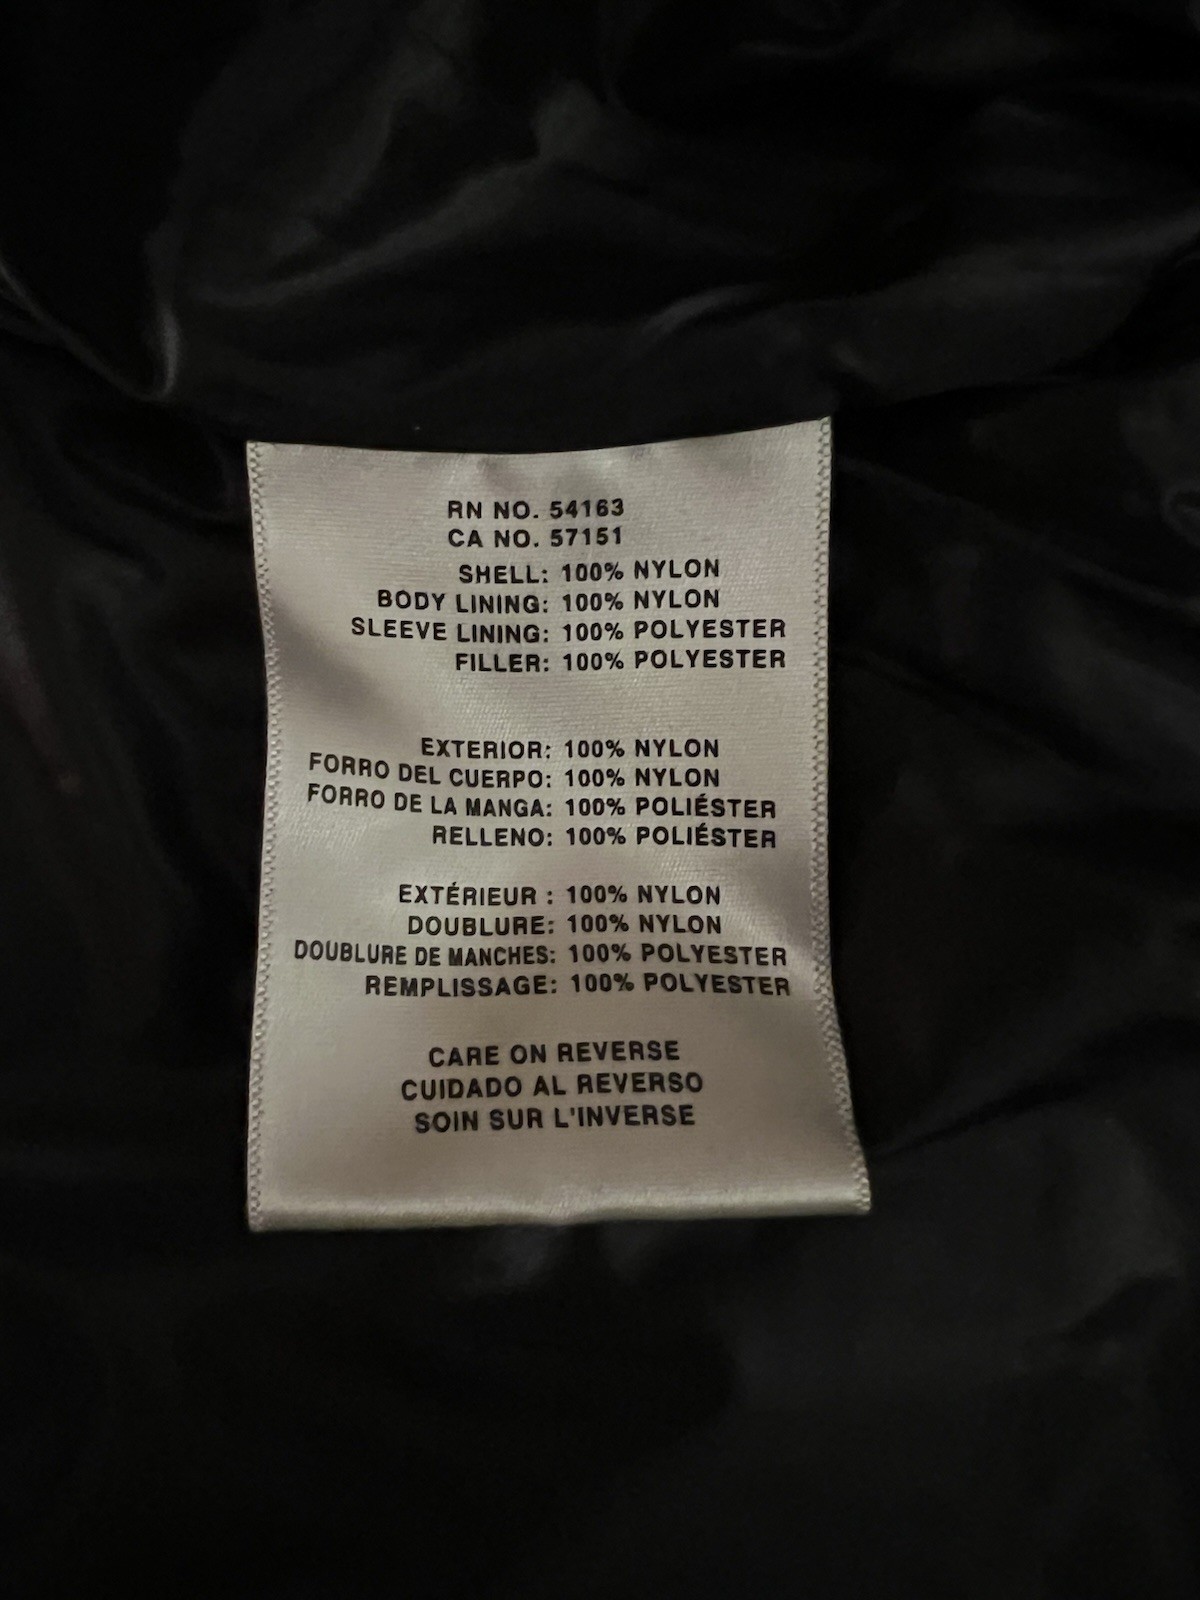 RN NO. 54163
CA NO. 57151
SHELL: 100% NYLON
BODY LINING: 100% NYLON
SLEEVE LINING: 100% POLYESTER
FILLER: 100% POLYESTER
EXTERIOR: 100% NYLON
FORRO DEL CUERPO: 100% NYLON
FORRO DE LA MANGA: 100% POLIÉSTER
RELLENO: 100% POLIÉSTER
EXTÉRIEUR : 100% NYLON
DOUBLURE: 100% NYLON
DOUBLURE DE MANCHES: 100% POLYESTER
REMPLISSAGE: 100% POLYESTER
CARE ON REVERSE
CUIDADO AL REVERSO
SOIN SUR L'INVERSE